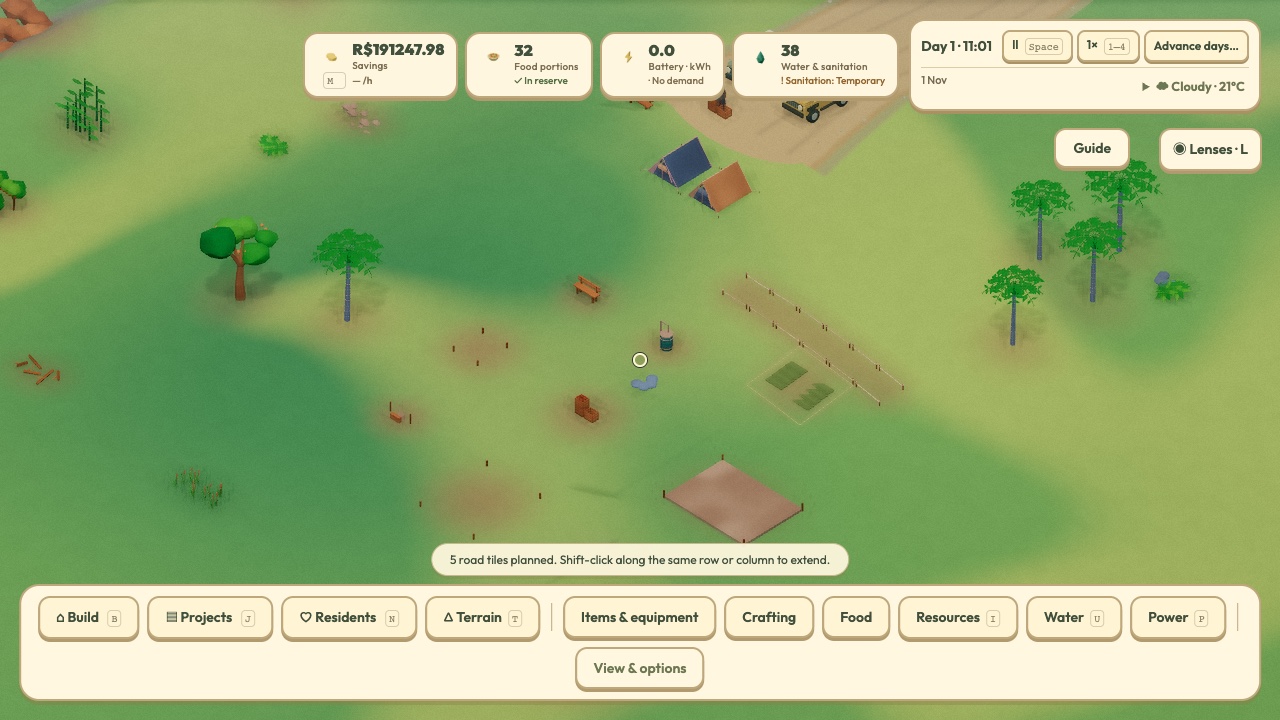 R$191247.98
Savings
M — /h
32
Food portions
✓ In reserve
0.0
Battery · kWh
· No demand
38
Water & sanitation
! Sanitation: Temporary
Day 1 · 11:01
II Space
1× 1–4
Advance days...
1 Nov
▶ Cloudy · 21°C
Guide
◉ Lenses · L
5 road tiles planned. Shift-click along the same row or column to extend.
⌂ Build B
▤ Projects J
♡ Residents N
△ Terrain T
Items & equipment
Crafting
Food
Resources I
Water U
Power P
View & options